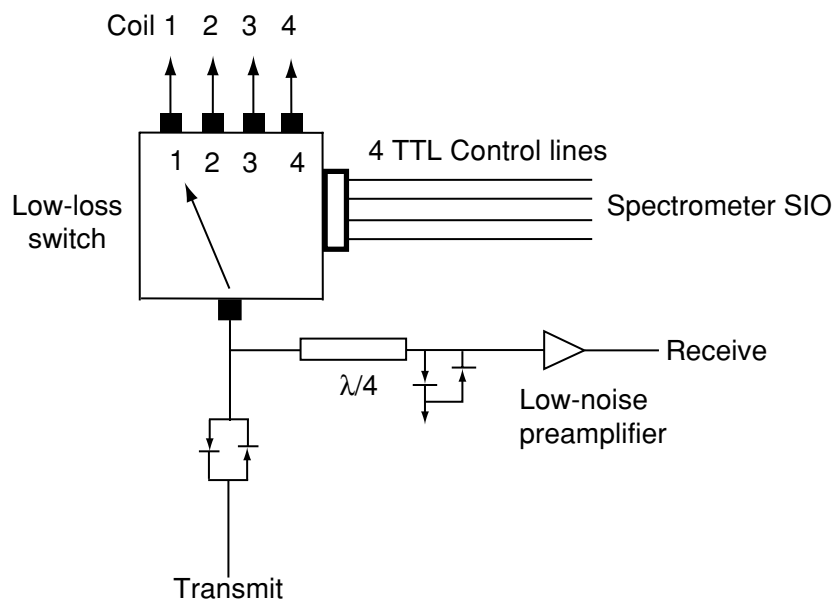 Coil 1 2 3 4
1 2 3 4
4 TTL Control lines
Low-loss
switch
Spectrometer SIO
λ/4
Receive
Low-noise
preamplifier
Transmit